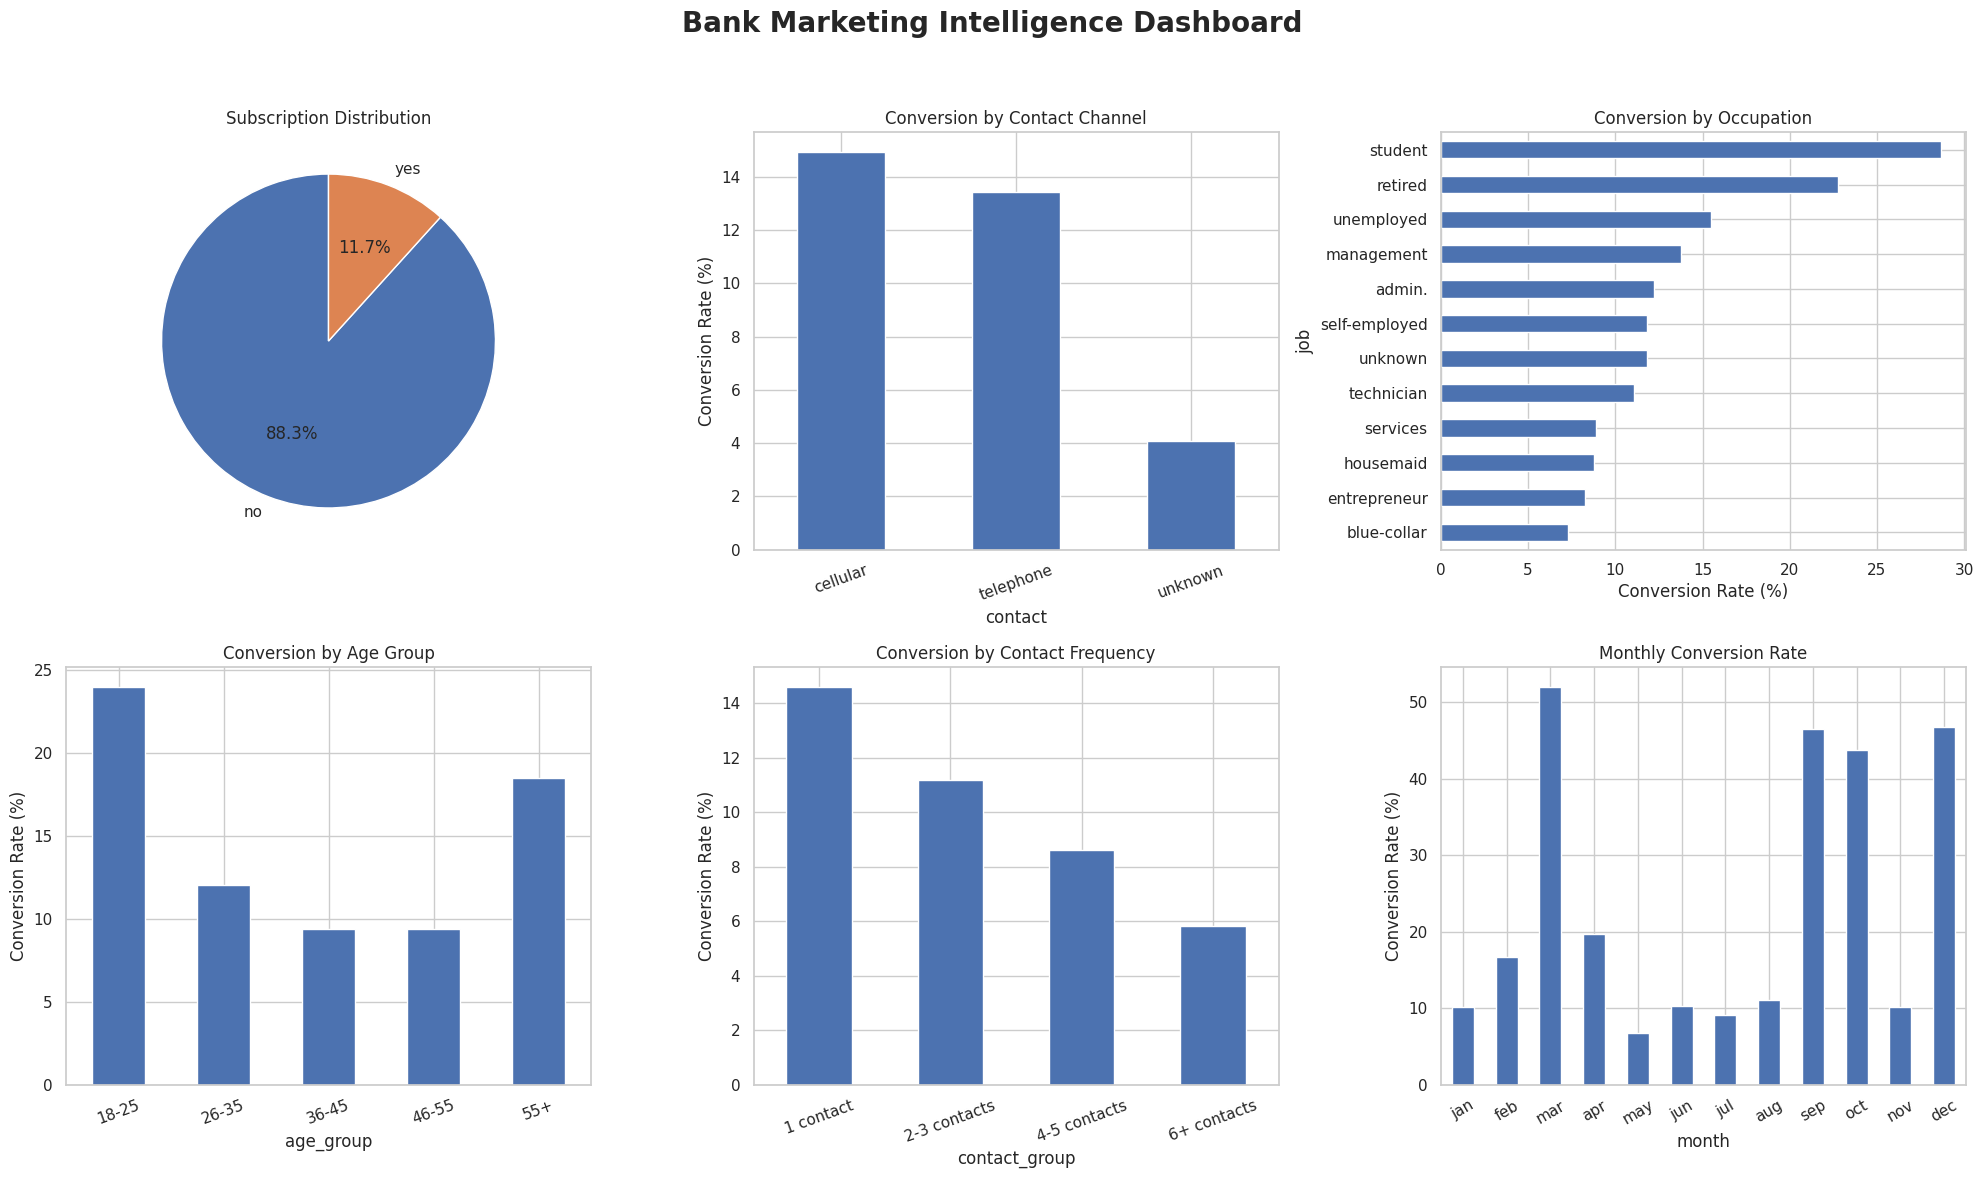 Bank Marketing Intelligence Dashboard
Subscription Distribution
yes
11.7%
88.3%
no
Conversion by Contact Channel
Conversion Rate (%)
14
12
10
8
6
4
2
0
cellular
telephone
unknown
contact
Conversion by Occupation
job
student
retired
unemployed
management
admin.
self-employed
unknown
technician
services
housemaid
entrepreneur
blue-collar
0
5
10
15
20
25
30
Conversion Rate (%)
Conversion by Age Group
Conversion Rate (%)
25
20
15
10
5
0
18-25
26-35
36-45
46-55
55+
age_group
Conversion by Contact Frequency
Conversion Rate (%)
14
12
10
8
6
4
2
0
1 contact
2-3 contacts
4-5 contacts
6+ contacts
contact_group
Monthly Conversion Rate
Conversion Rate (%)
50
40
30
20
10
0
jan
feb
mar
apr
may
jun
jul
aug
sep
oct
nov
dec
month